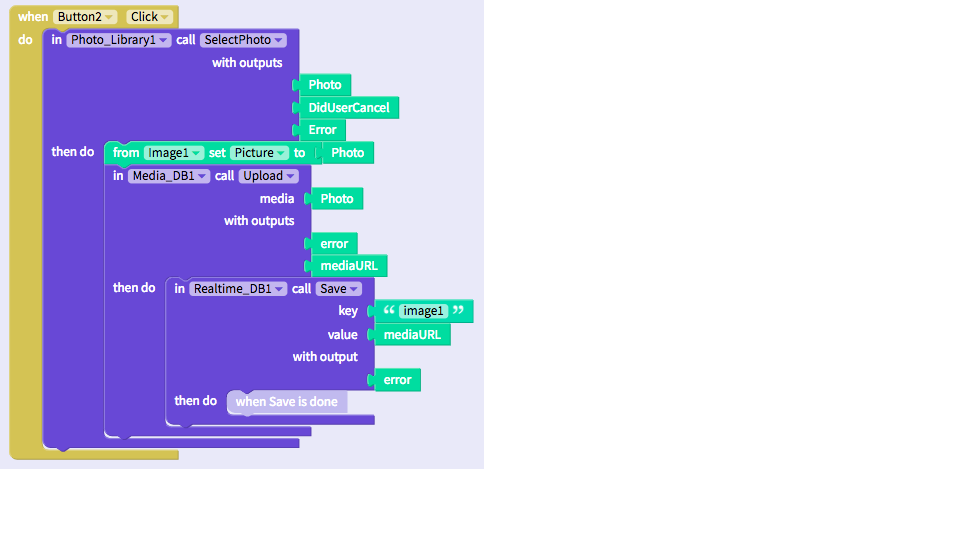 when Button2 Click
do in Photo_Library1 call SelectPhoto
with outputs
Photo
DidUserCancel
Error
then do from Image1 set Picture to Photo
in Media_DB1 call Upload
media Photo
with outputs
error
mediaURL
then do in Realtime_DB1 call Save
key “ image1 ”
value mediaURL
with output
error
then do when Save is done